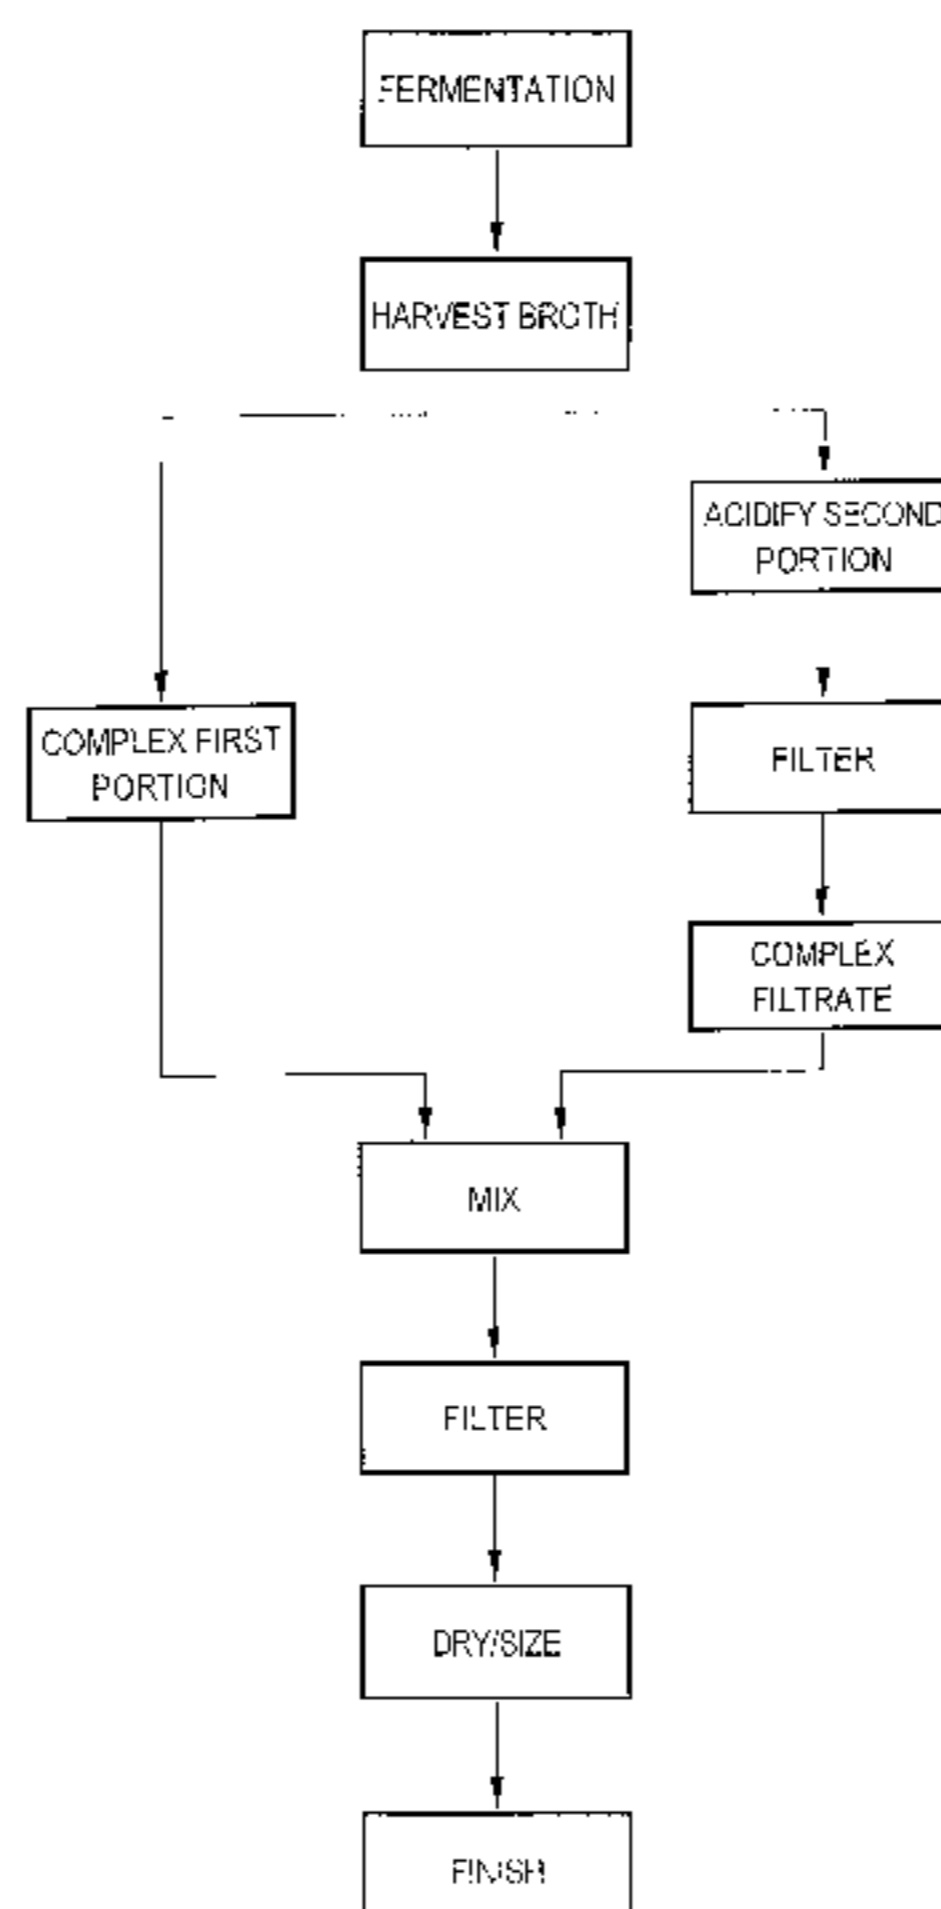 FERMENTATION
HARVEST BROTH
ACIDIFY SECOND
PORTION
COMPLEX FIRST
PORTION
FILTER
COMPLEX
FILTRATE
MIX
FILTER
DRY/SIZE
FINISH